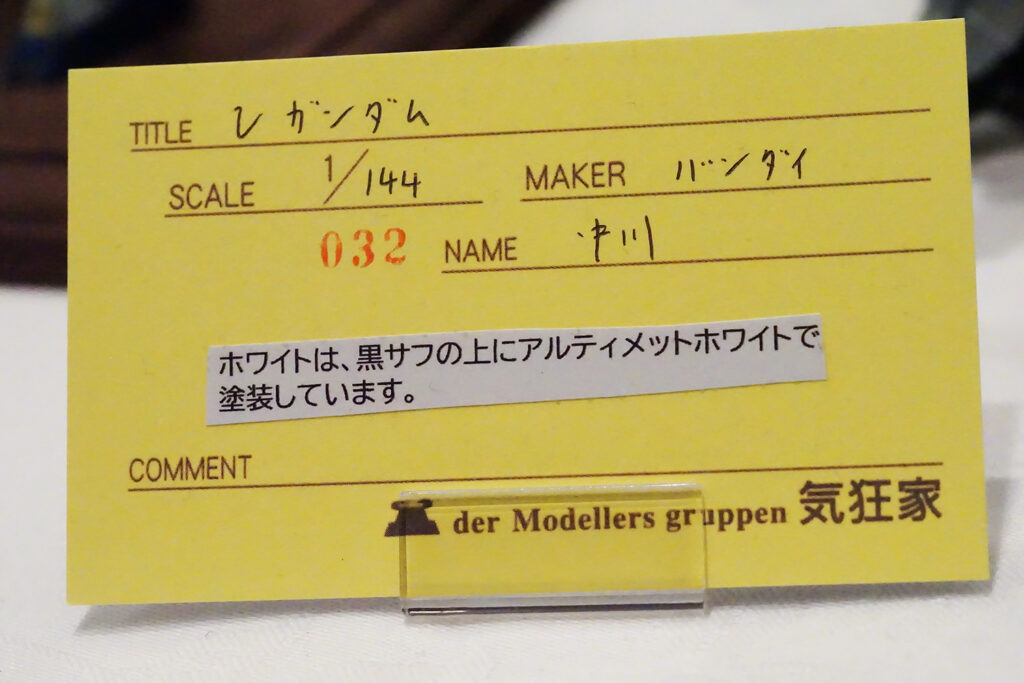 TITLE νガンダム
SCALE 1/144 MAKER バンダイ
032 NAME 中川
ホワイトは、黒サフの上にアルティメットホワイトで
塗装しています。
COMMENT
der Modellers gruppen 気狂家